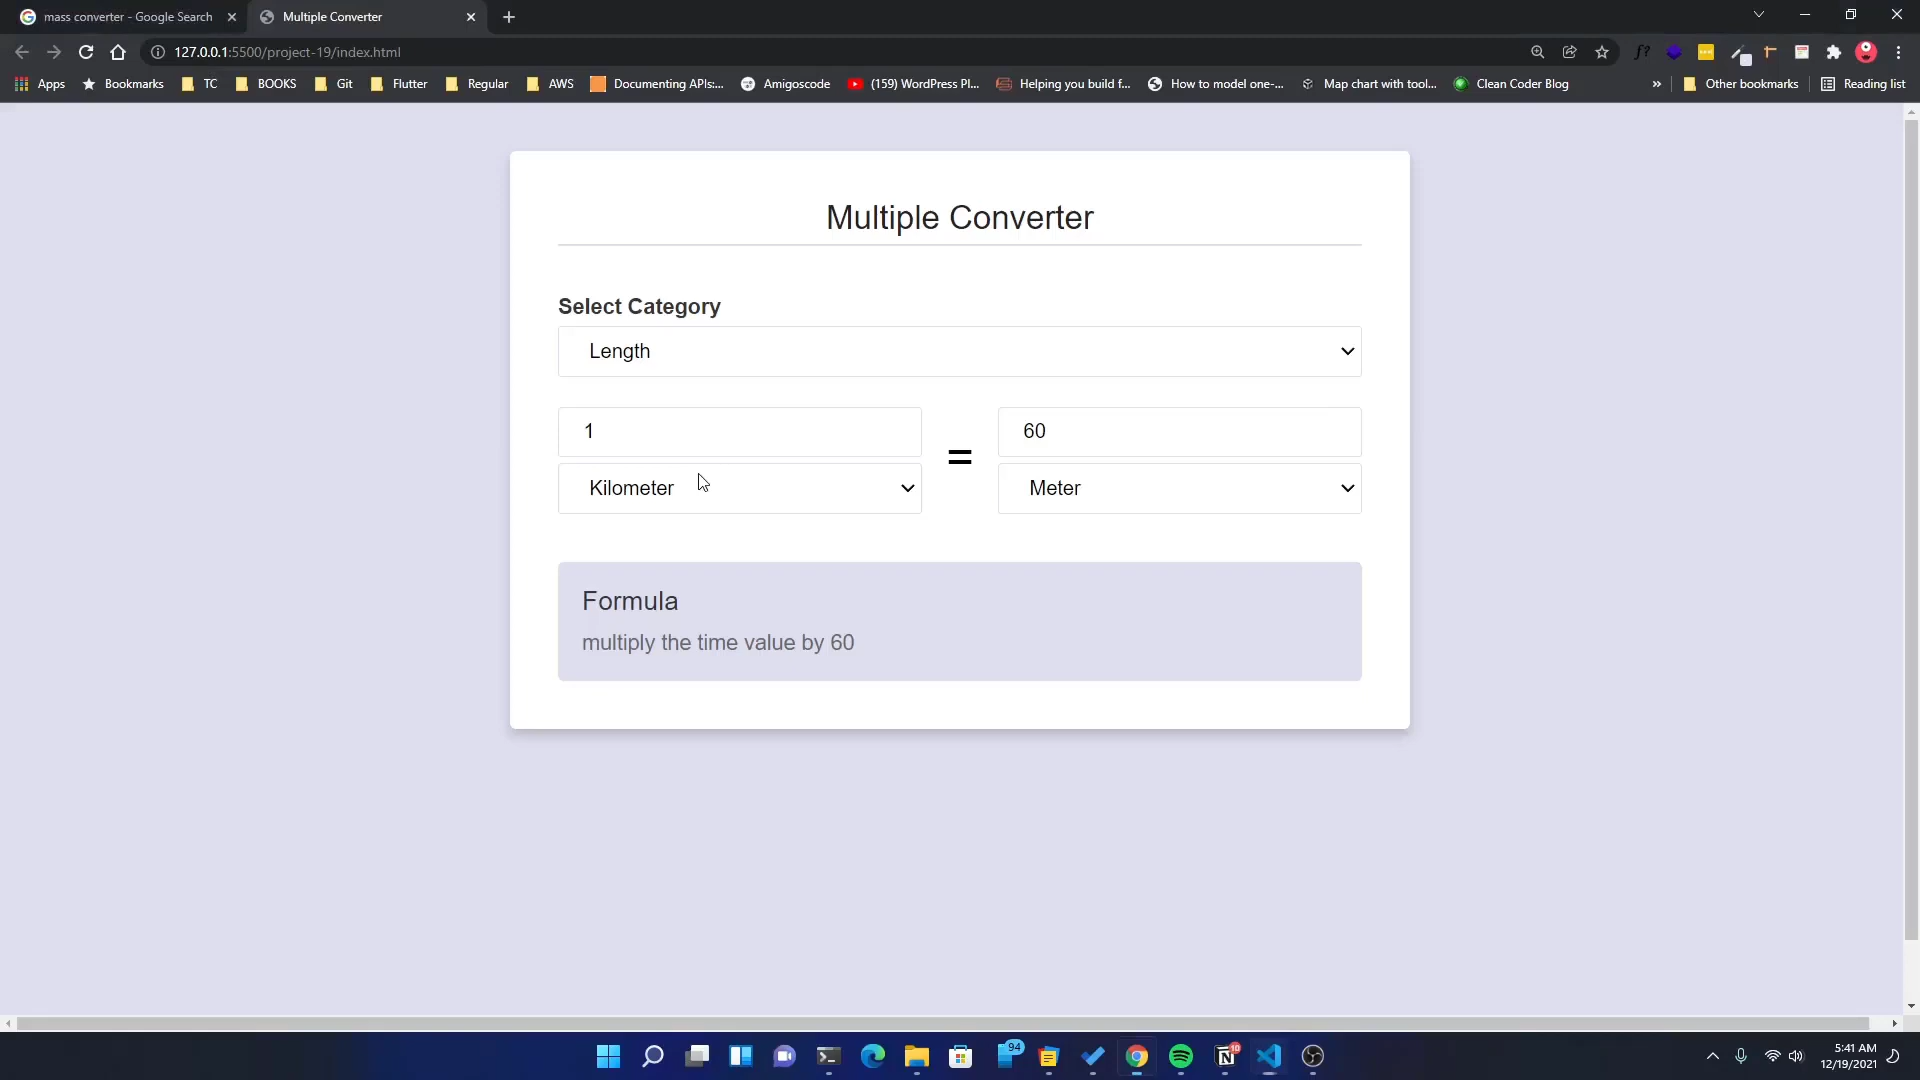 mass converter - Google Search
Multiple Converter
127.0.0.1:5500/project-19/index.html
Apps Bookmarks TC BOOKS Git Flutter Regular AWS Documenting APIs:... Amigoscode (159) WordPress Pl... Helping you build f... How to model one-... Map chart with tool... Clean Coder Blog » Other bookmarks Reading list
Multiple Converter
Select Category
Length
1 = 60
Kilometer Meter
Formula
multiply the time value by 60
94
10
5:41 AM
12/19/2021